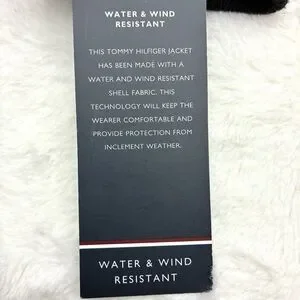 WATER & WIND
RESISTANT
THIS TOMMY HILFIGER JACKET
HAS BEEN MADE WITH A
WATER AND WIND RESISTANT
SHELL FABRIC. THIS
TECHNOLOGY WILL KEEP THE
WEARER COMFORTABLE AND
PROVIDE PROTECTION FROM
INCLEMENT WEATHER.
WATER & WIND
RESISTANT